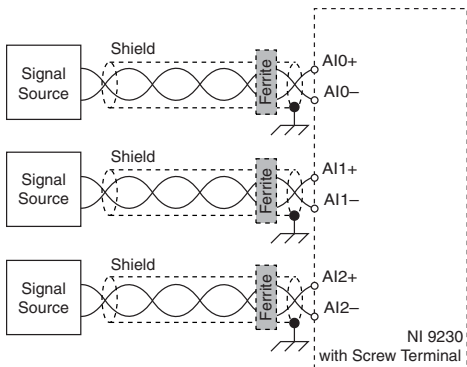 Shield
Signal
Source
Ferrite
AI0+
AI0–
Shield
Signal
Source
Ferrite
AI1+
AI1–
Shield
Signal
Source
Ferrite
AI2+
AI2–
NI 9230
with Screw Terminal